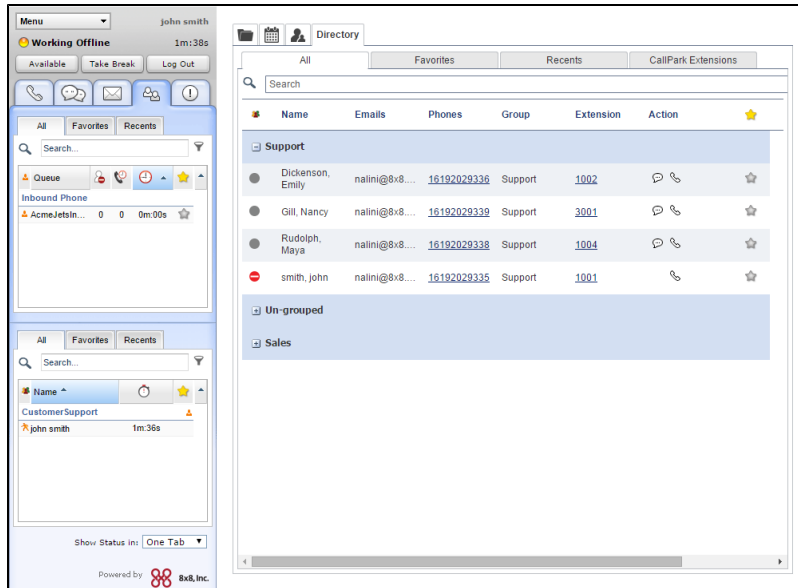 Menu
john smith
Working Offline 1m:38s
Available Take Break Log Out
All Favorites Recents
Search...
Queue
Inbound Phone
AcmeJetsIn... 0 0 0m:00s
All Favorites Recents
Search...
Name
CustomerSupport
john smith 1m:36s
Show Status in: One Tab
Powered by 8x8, Inc.
Directory
All Favorites Recents CallPark Extensions
Search
Name Emails Phones Group Extension Action
Support
Dickenson, Emily nalini@8x8.... 16192029336 Support 1002
Gill, Nancy nalini@8x8.... 16192029339 Support 3001
Rudolph, Maya nalini@8x8.... 16192029338 Support 1004
smith, john nalini@8x8.... 16192029335 Support 1001
Un-grouped
Sales